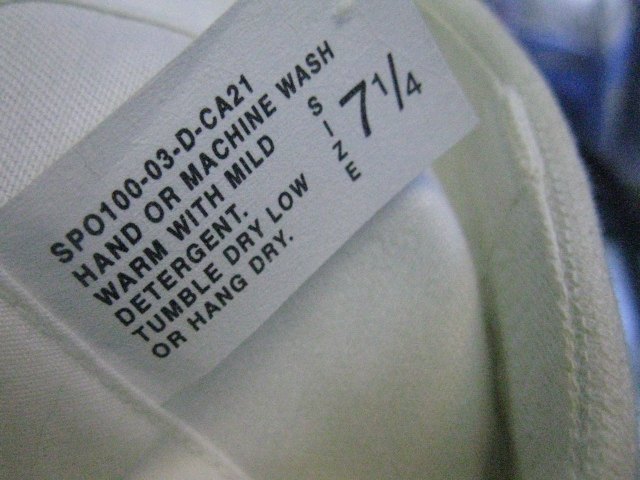 SPO100-03-D-CA21
HAND OR MACHINE WASH
WARM WITH MILD
DETERGENT.
TUMBLE DRY LOW
OR HANG DRY.
SIZE
7 1/4